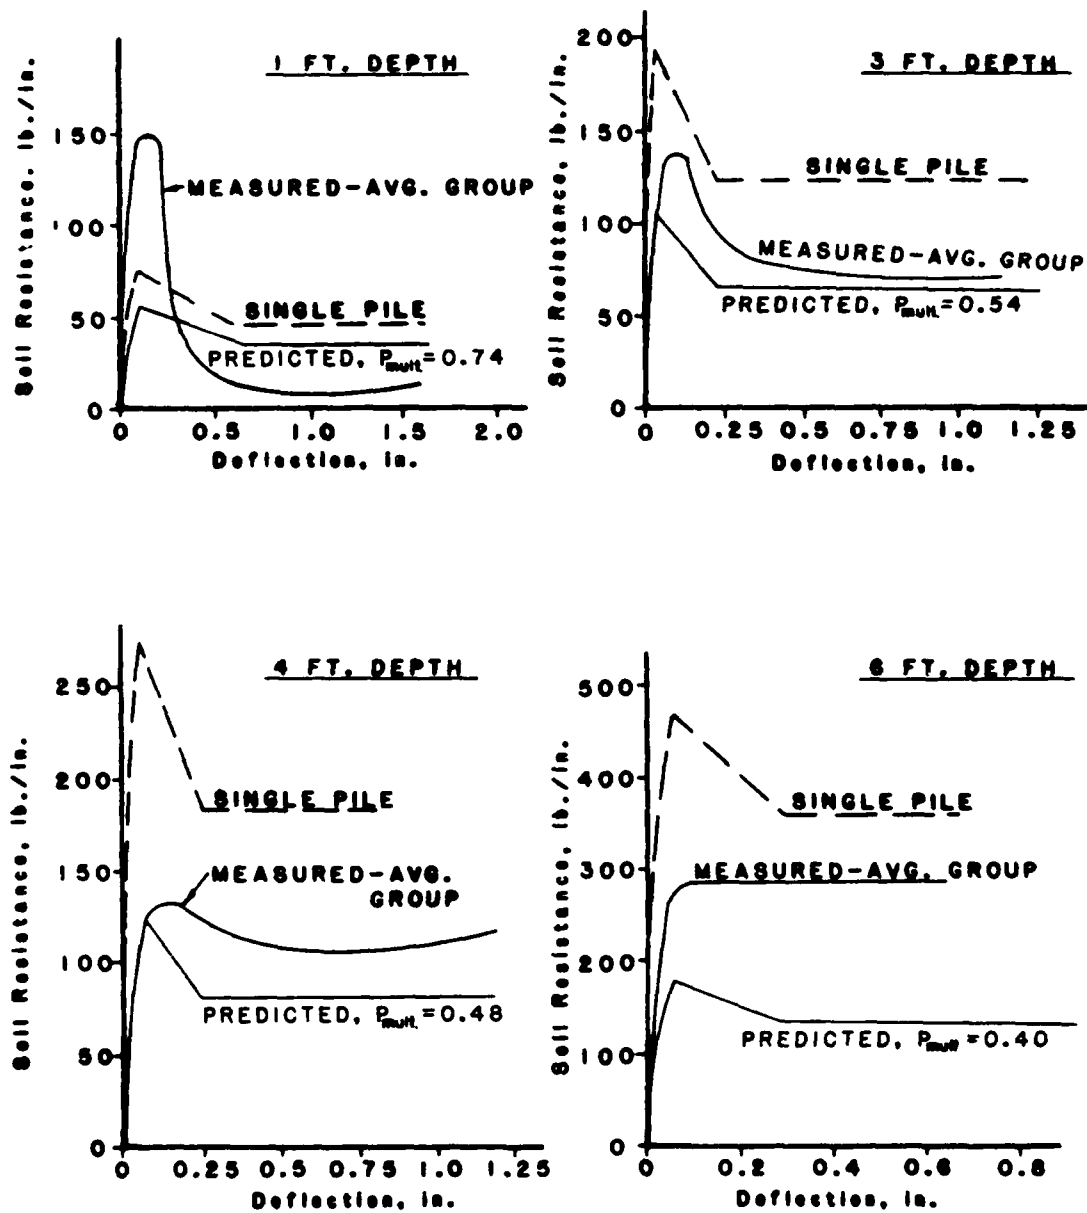 1 FT. DEPTH
Soil Resistance, lb./in.
150
100
50
0
MEASURED-AVG. GROUP
SINGLE PILE
PREDICTED, Pmult.=0.74
0 0.5 1.0 1.5 2.0
Deflection, in.
3 FT. DEPTH
Soil Resistance, lb./in.
200
150
100
50
0
SINGLE PILE
MEASURED-AVG. GROUP
PREDICTED, Pmult.=0.54
0 0.25 0.5 0.75 1.0 1.25
Deflection, in.
4 FT. DEPTH
Soil Resistance, lb./in.
250
200
150
100
50
0
SINGLE PILE
MEASURED-AVG.
GROUP
PREDICTED, Pmult.=0.48
0 0.25 0.75 1.0 1.25
Deflection, in.
6 FT. DEPTH
Soil Resistance, lb./in.
500
400
300
200
100
0
SINGLE PILE
MEASURED-AVG. GROUP
PREDICTED, Pmult=0.40
0 0.2 0.4 0.6 0.8
Deflection, in.